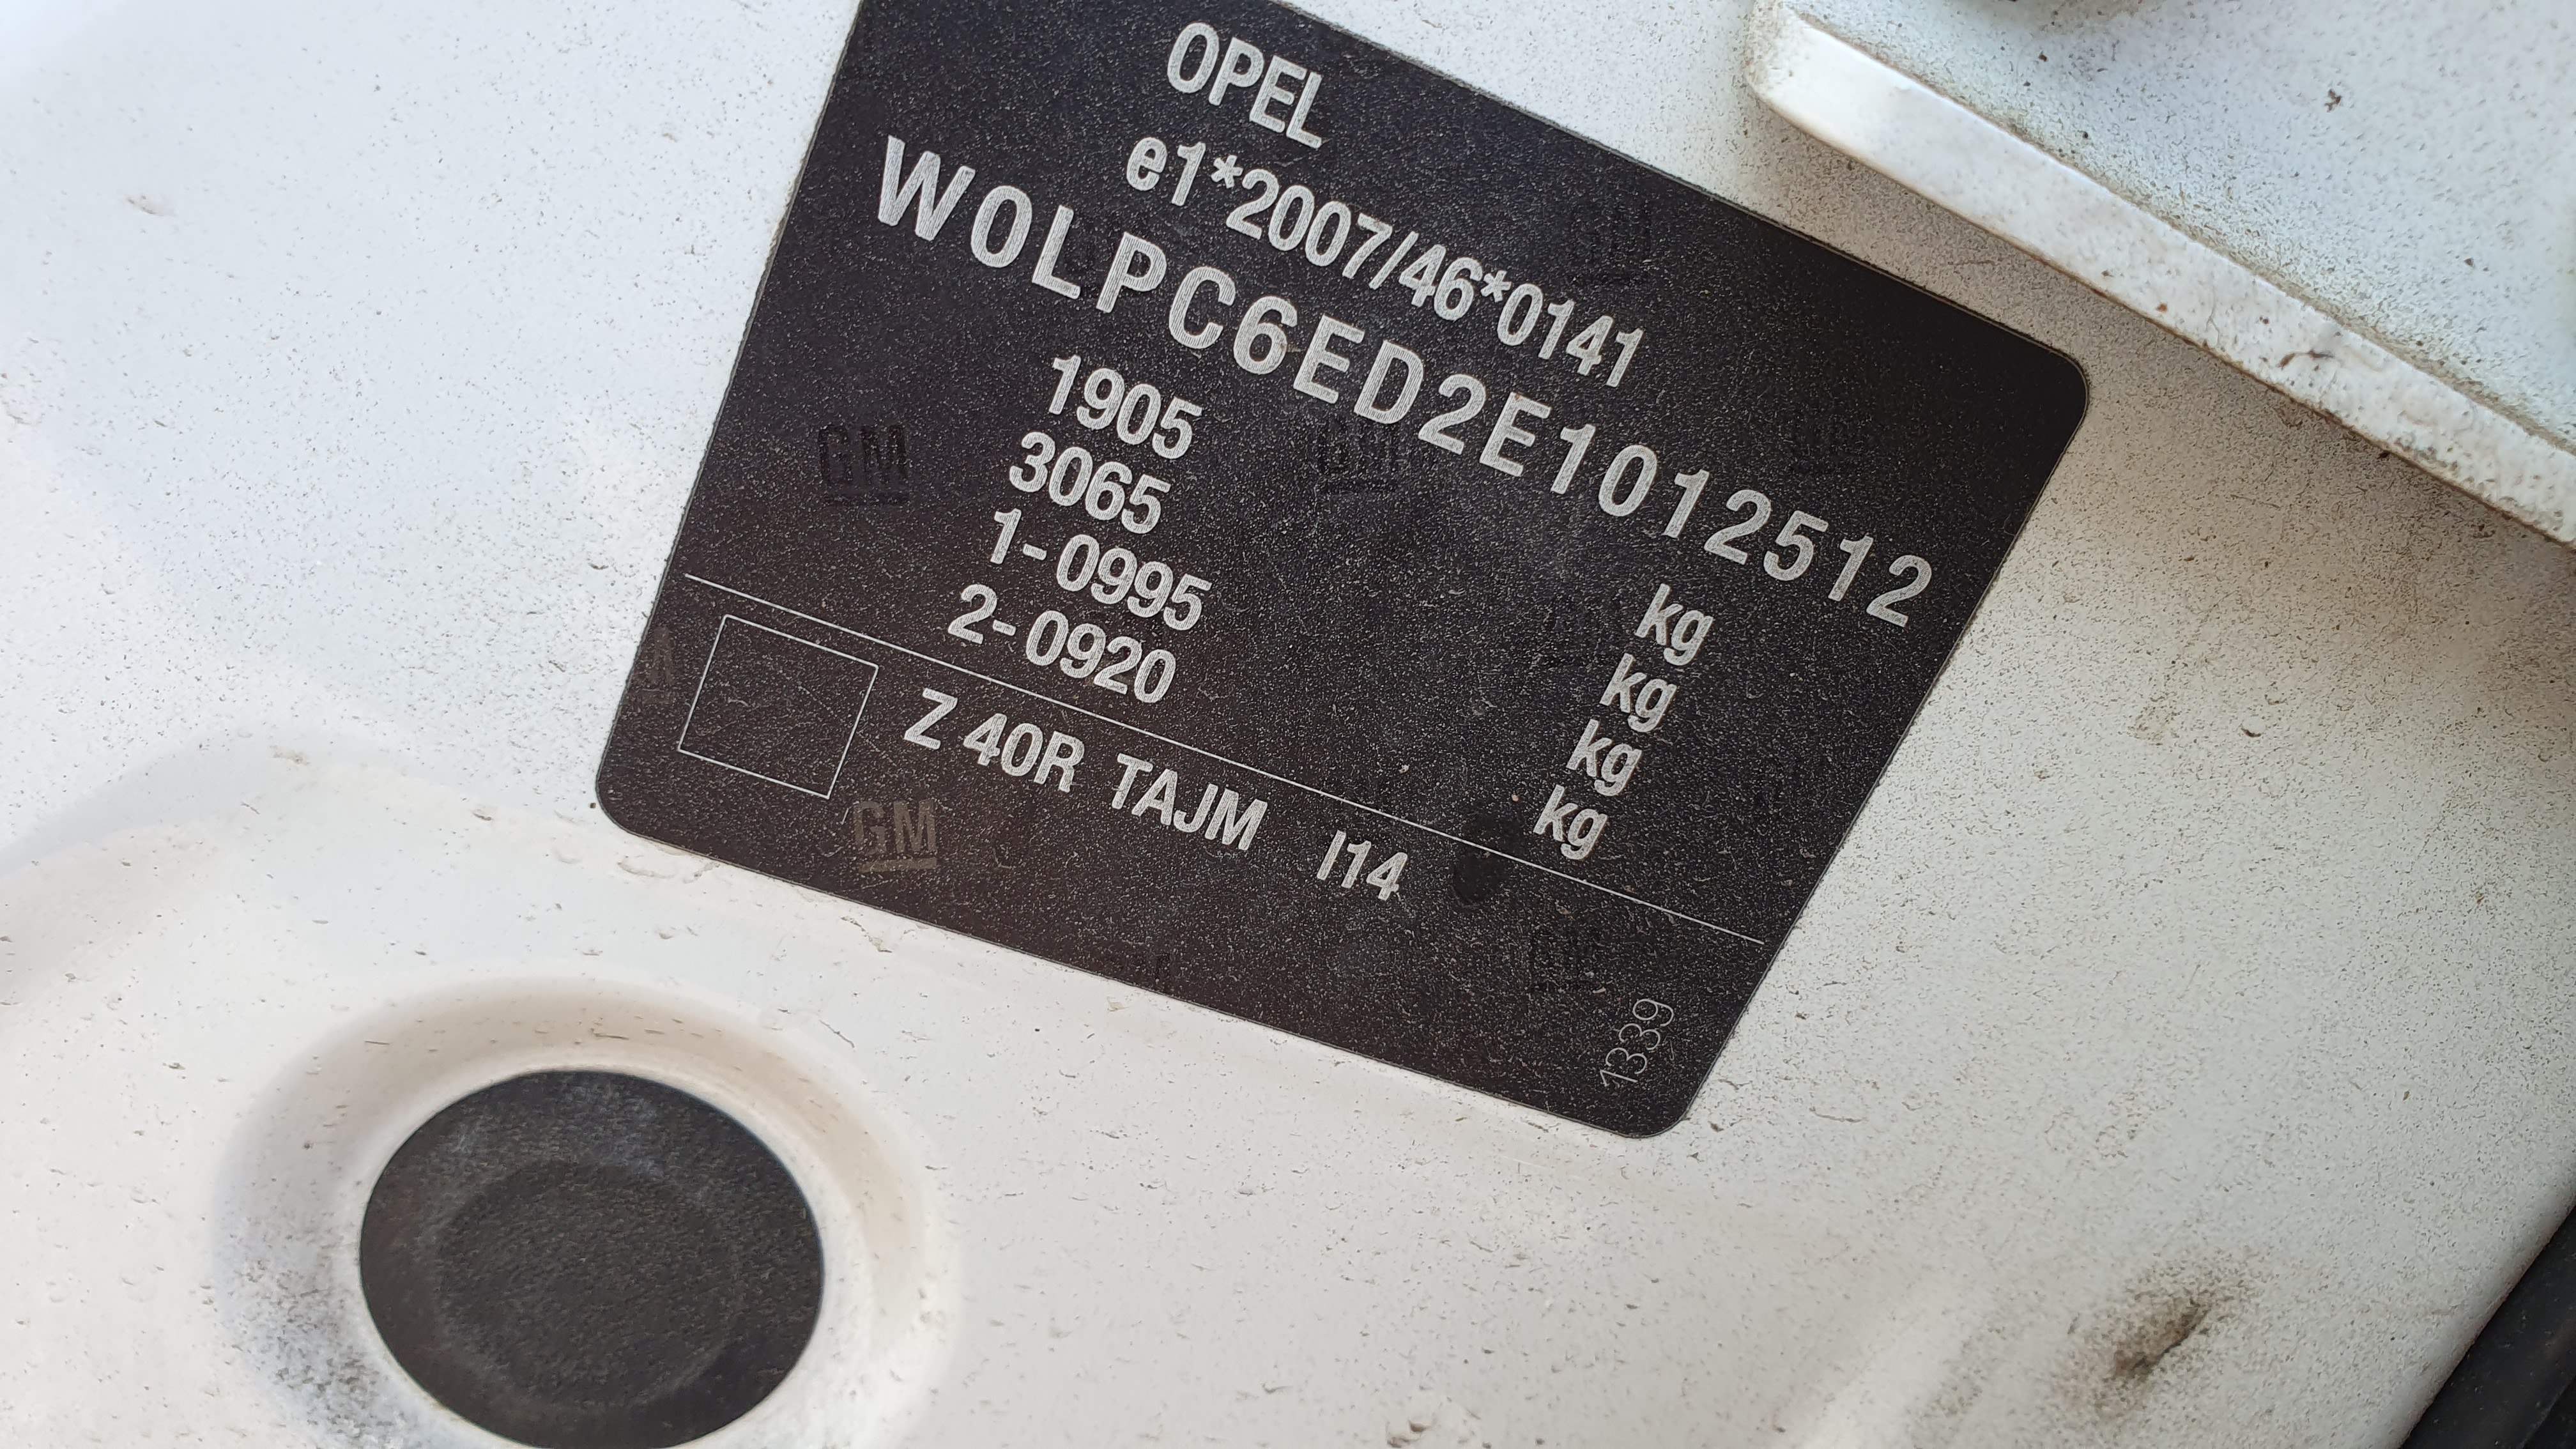 OPEL
e1*2007/46*0141
W0LPC6ED2E1012512
1905 kg
3065 kg
1-0995 kg
2-0920 kg
Z 40R TAJM I14
1339
GM
GM
GM